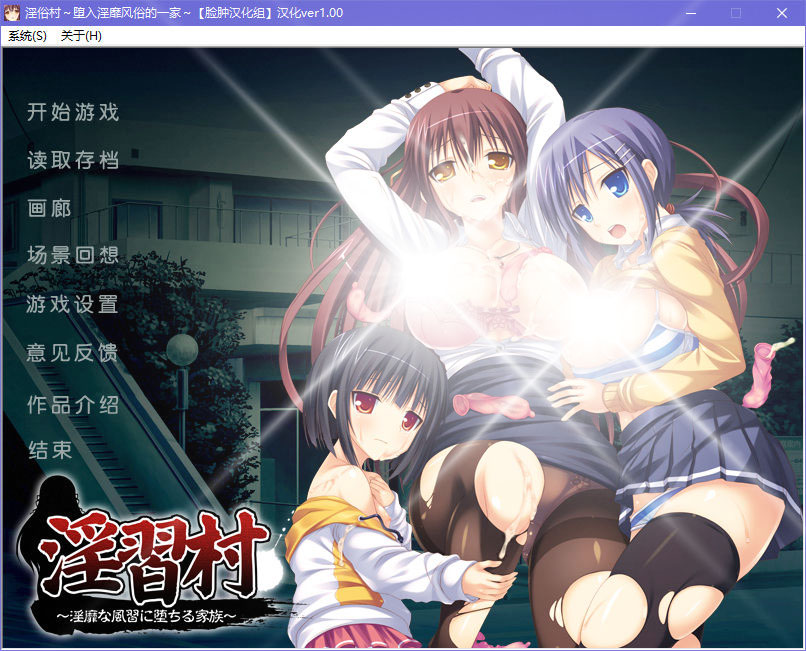 淫俗村～堕入淫靡风俗的一家～【脸肿汉化组】汉化ver1.00
系统(S) 关于(H)
开始游戏
读取存档
画廊
场景回想
游戏设置
意见反馈
作品介绍
结束
淫習村
～淫靡な風習に堕ちる家族～